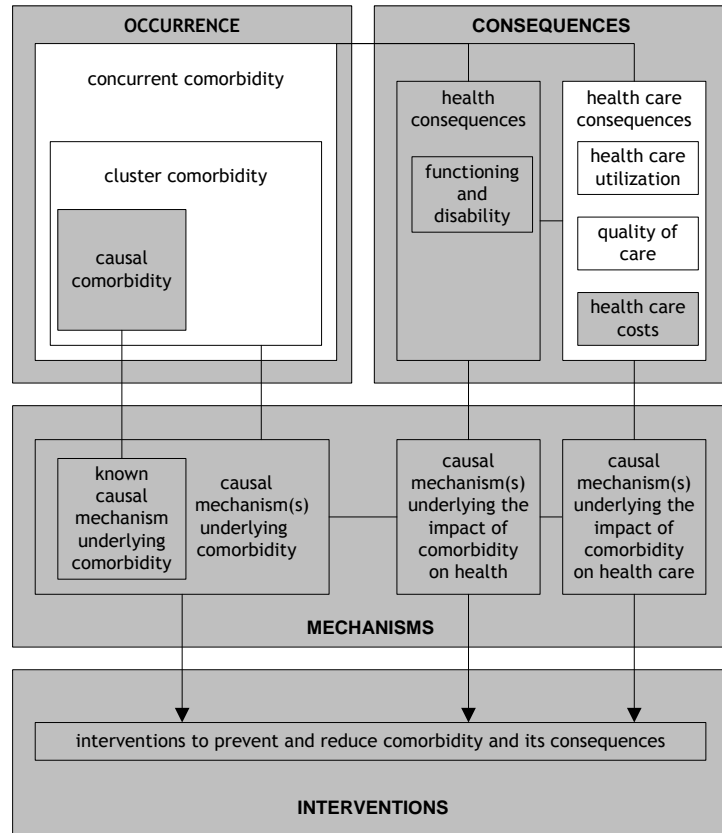 OCCURRENCE
concurrent comorbidity
cluster comorbidity
causal
comorbidity
CONSEQUENCES
health
consequences
functioning
and
disability
health care
consequences
health care
utilization
quality of
care
health care
costs
known
causal
mechanism
underlying
comorbidity
causal
mechanism(s)
underlying
comorbidity
causal
mechanism(s)
underlying the
impact of
comorbidity
on health
causal
mechanism(s)
underlying the
impact of
comorbidity
on health care
MECHANISMS
interventions to prevent and reduce comorbidity and its consequences
INTERVENTIONS